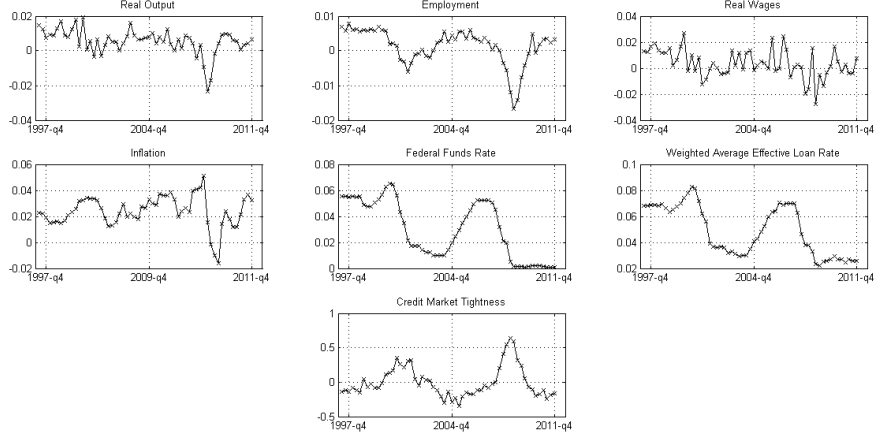 Real Output
Employment
Real Wages
0.02
0
-0.02
-0.04
1997-q4
2004-q4
2011-q4
0.01
0
-0.01
-0.02
1997-q4
2004-q4
2011-q4
0.04
0.02
0
-0.02
-0.04
1997-q4
2004-q4
2011-q4
Inflation
Federal Funds Rate
Weighted Average Effective Loan Rate
0.06
0.04
0.02
0
-0.02
1997-q4
2009-q4
2011-q4
0.08
0.06
0.04
0.02
0
1997-q4
2004-q4
2011-q4
0.1
0.08
0.06
0.04
0.02
1997-q4
2004-q4
2011-q4
Credit Market Tightness
1
0.5
0
-0.5
1997-q4
2004-q4
2011-q4